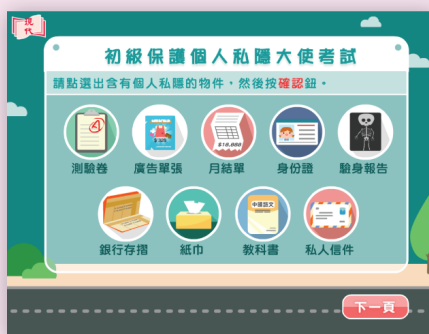 現代
初級保護個人私隱大使考試
請點選出含有個人私隱的物件，然後按確認鈕。
A
$18,888
測驗卷
廣告單張
月結單
身份證
驗身報告
中國語文
銀行存摺
紙巾
教科書
私人信件
下一頁